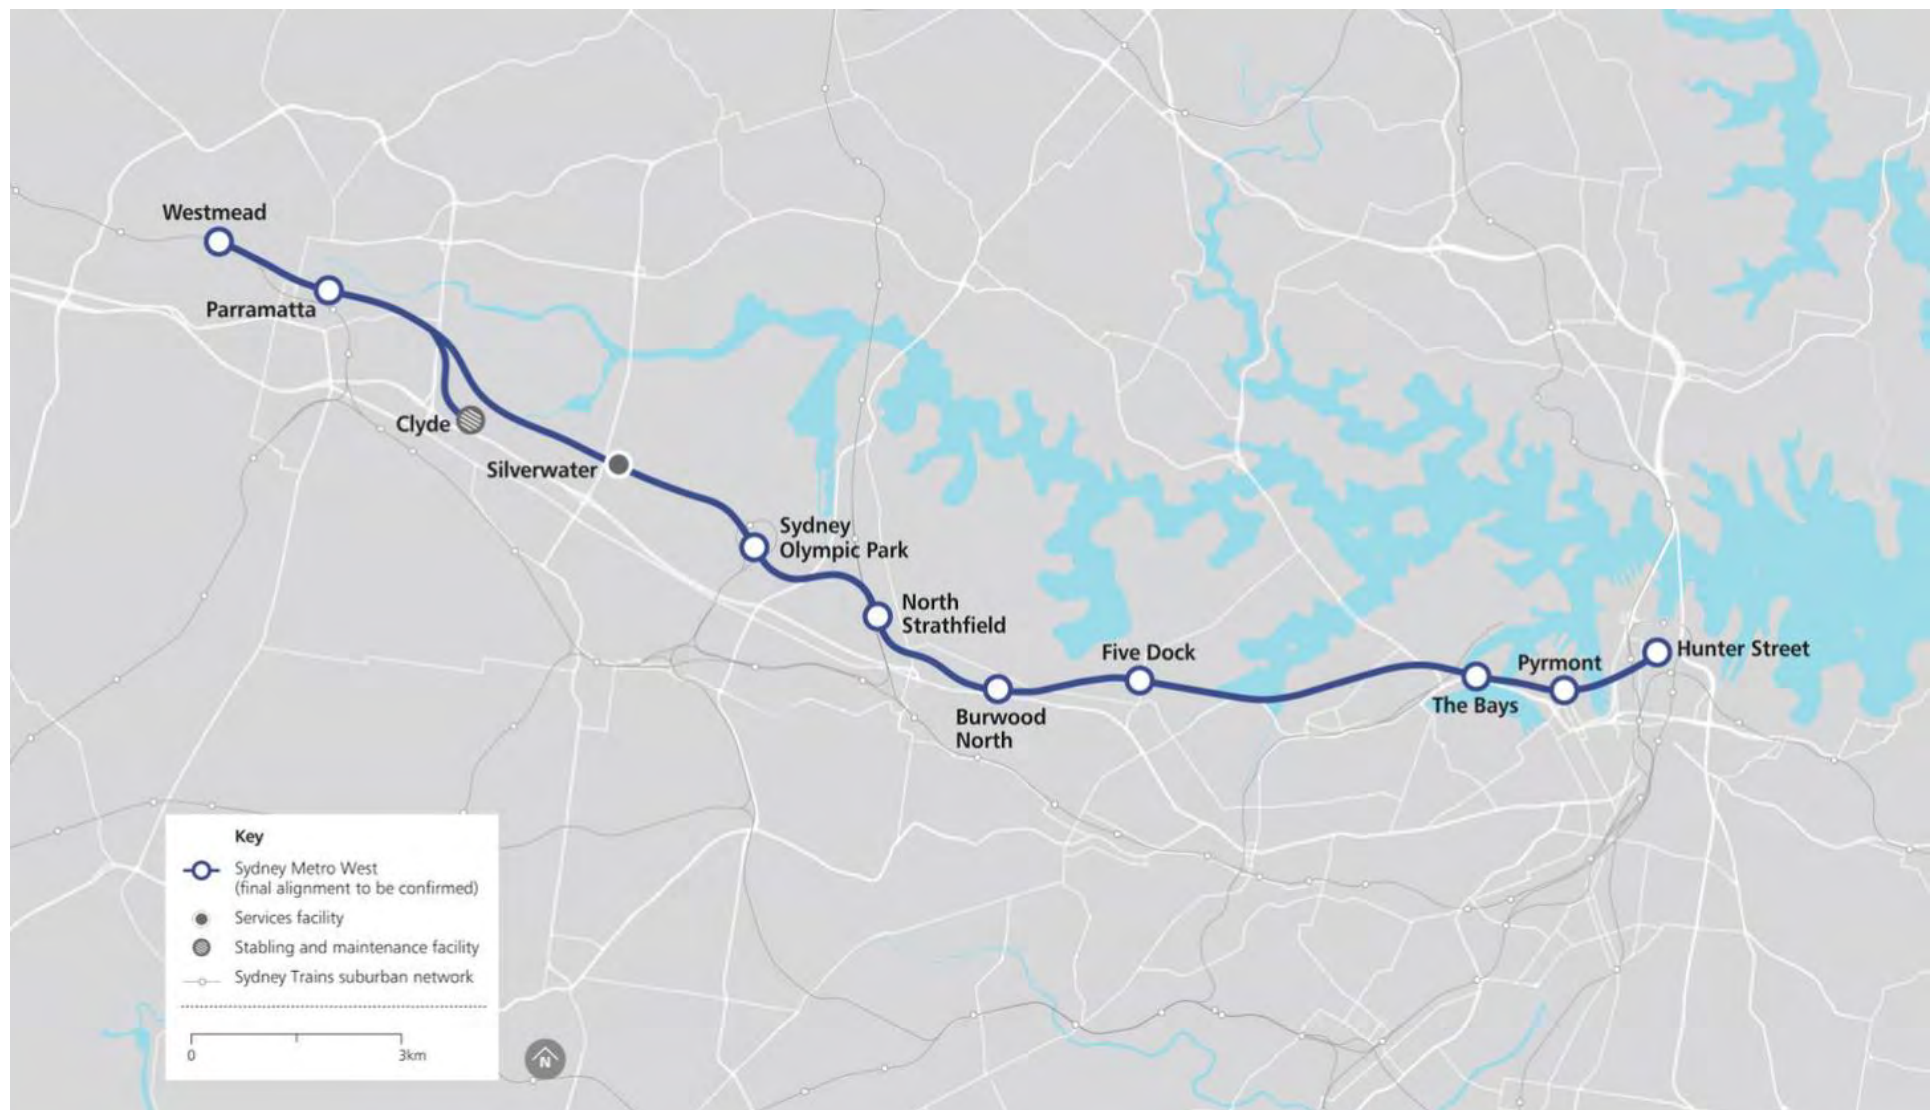 Westmead
Parramatta
Clyde
Silverwater
Sydney
Olympic Park
North
Strathfield
Burwood
North
Five Dock
The Bays
Pyrmont
Hunter Street
Key
Sydney Metro West
(final alignment to be confirmed)
Services facility
Stabling and maintenance facility
Sydney Trains suburban network
0
3km
N